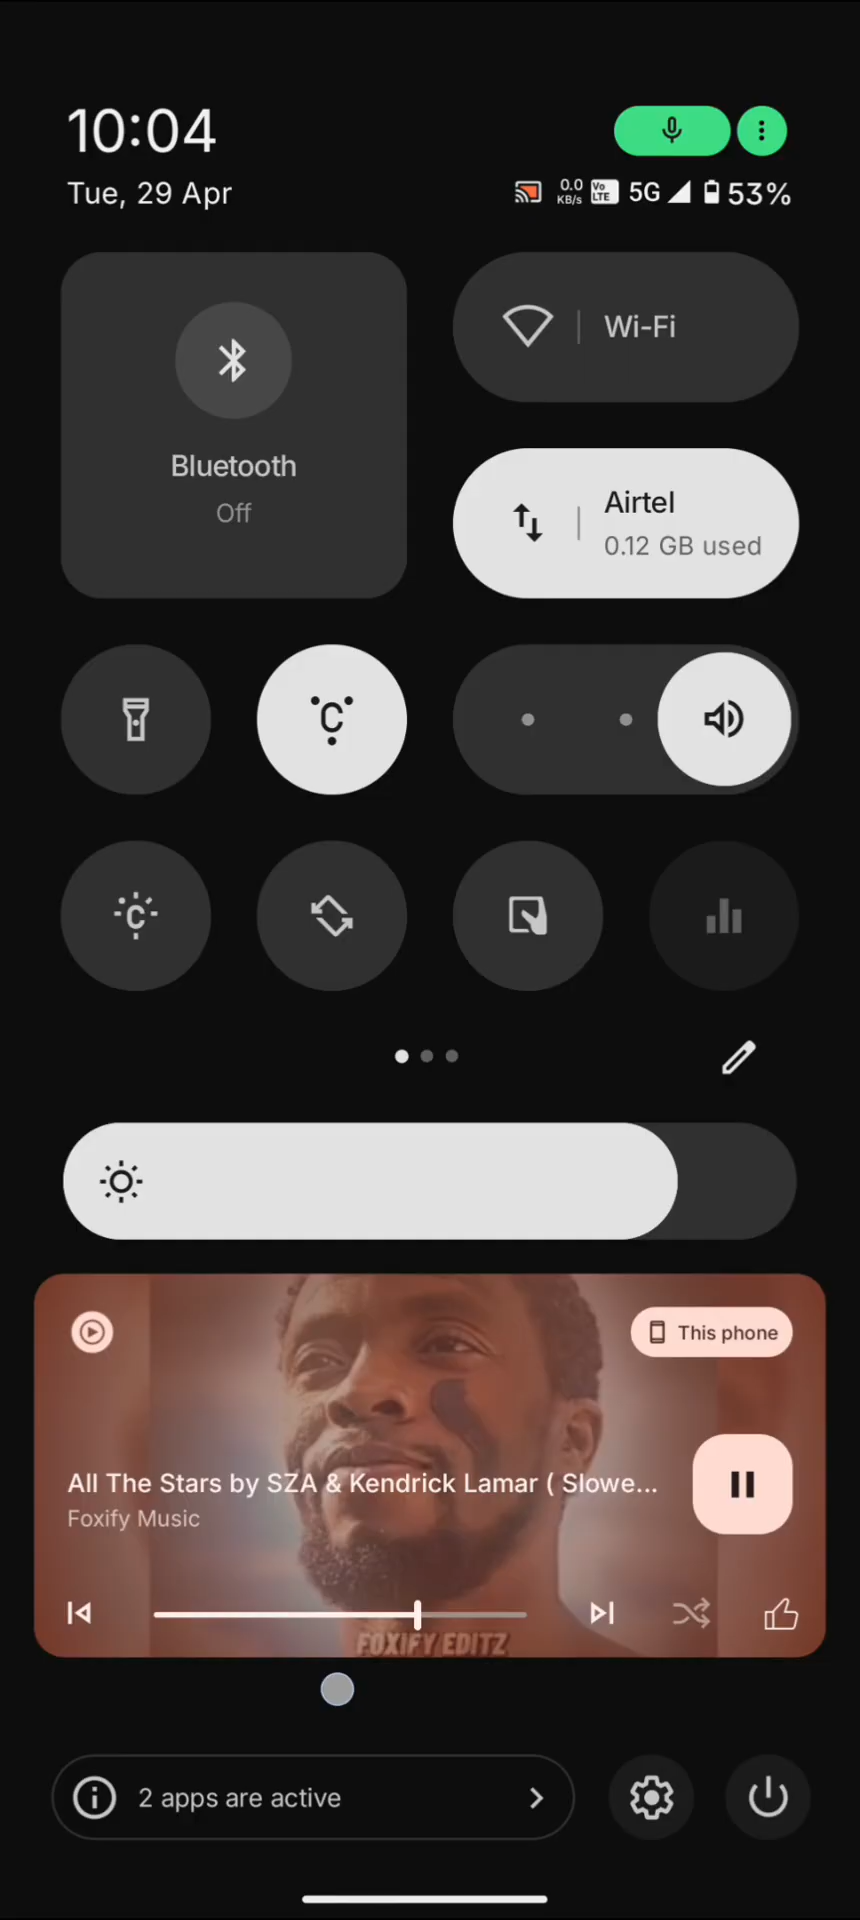 10:04
Tue, 29 Apr
0.0
KB/s
Vo
LTE
5G
53%
Wi-Fi
Bluetooth
Off
Airtel
0.12 GB used
This phone
All The Stars by SZA & Kendrick Lamar ( Slowe...
Foxify Music
FOXIFY EDITZ
2 apps are active